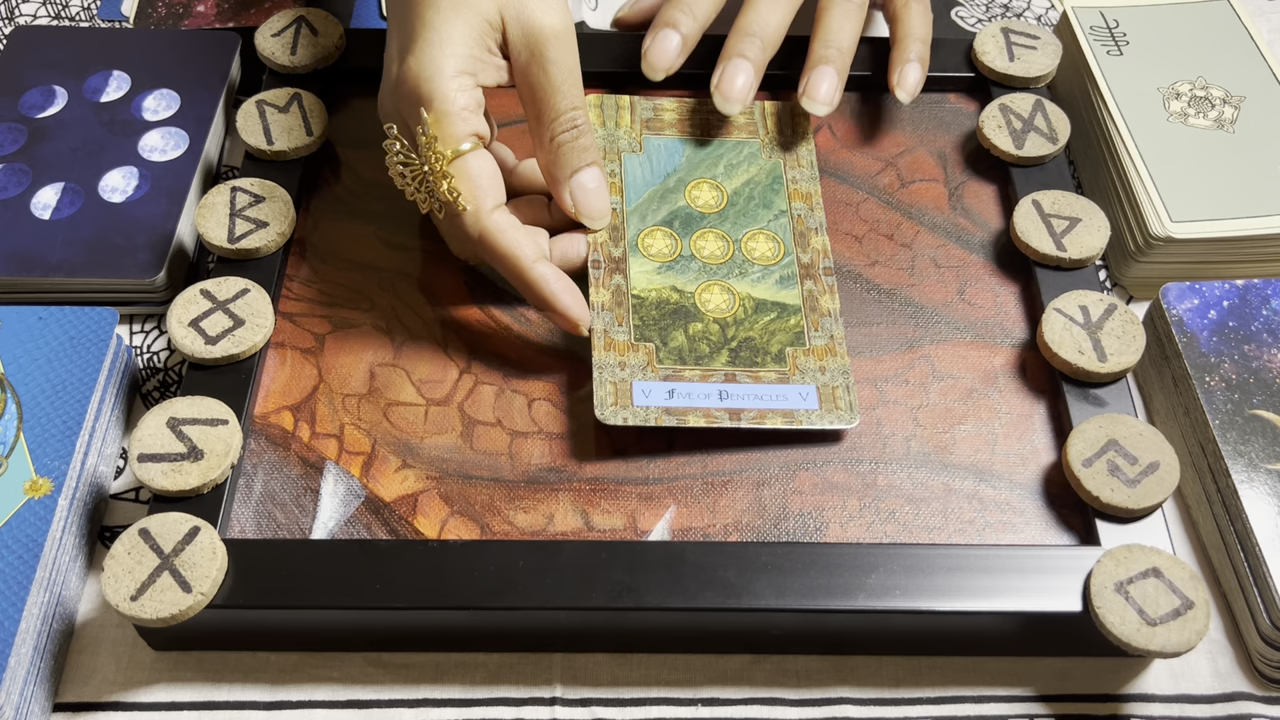 ᛏ
ᛖ
ᛒ
ᛟ
ᛊ
ᚷ
V FIVE OF PENTACLES V
ᚨ
ᛞ
ᚦ
ᛉ
ᛃ
ᛜ